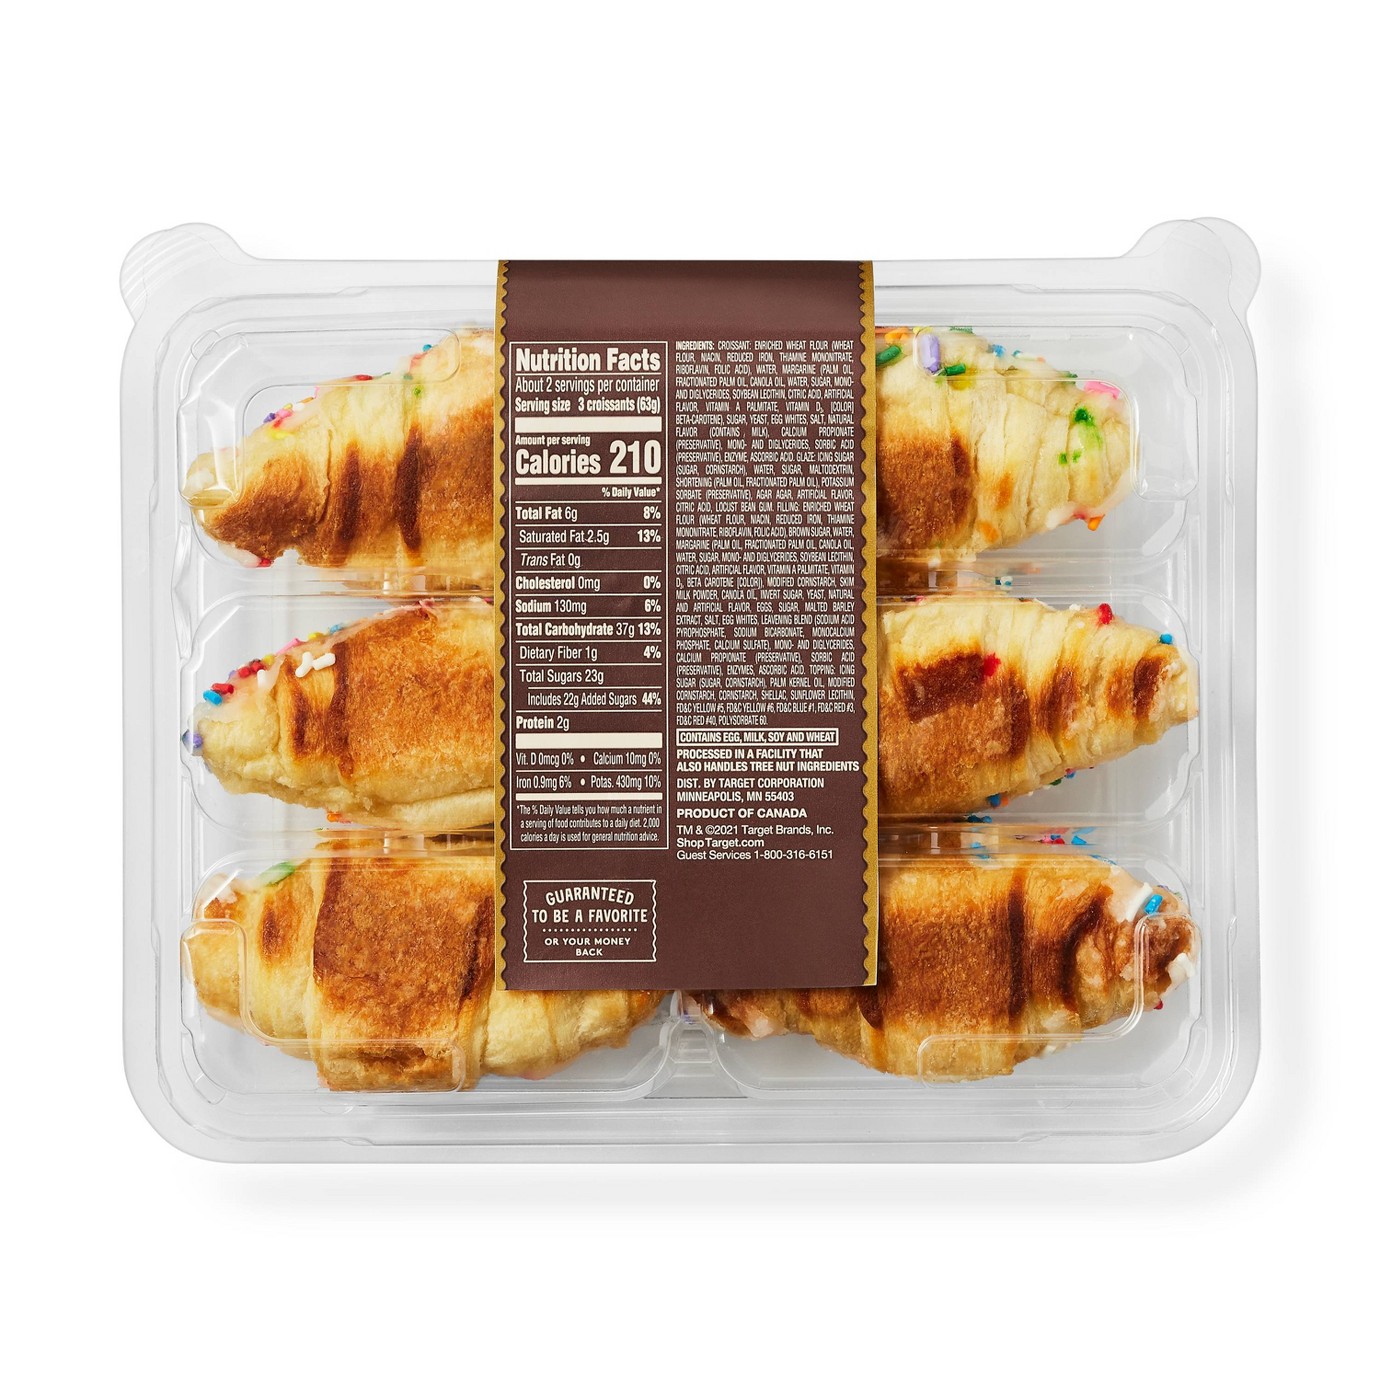 Nutrition Facts
About 2 servings per container
Serving size 3 croissants (63g)
Amount per serving
Calories 210
% Daily Value*
Total Fat 6g 8%
Saturated Fat 2.5g 13%
Trans Fat 0g
Cholesterol 0mg 0%
Sodium 130mg 6%
Total Carbohydrate 37g 13%
Dietary Fiber 1g 4%
Total Sugars 23g
Includes 22g Added Sugars 44%
Protein 2g
Vit. D 0mcg 0% • Calcium 10mg 0%
Iron 0.9mg 6% • Potas. 430mg 10%
*The % Daily Value tells you how much a nutrient in
a serving of food contributes to a daily diet. 2,000
calories a day is used for general nutrition advice.
GUARANTEED
TO BE A FAVORITE
OR YOUR MONEY
BACK
INGREDIENTS: CROISSANT: ENRICHED WHEAT FLOUR (WHEAT
FLOUR, NIACIN, REDUCED IRON, THIAMINE MONONITRATE,
RIBOFLAVIN, FOLIC ACID), WATER, MARGARINE (PALM OIL,
FRACTIONATED PALM OIL, CANOLA OIL, WATER, SUGAR, MONO-
AND DIGLYCERIDES, SOYBEAN LECITHIN, CITRIC ACID, ARTIFICIAL
FLAVOR, VITAMIN A PALMITATE, VITAMIN D₃, [COLOR]
BETA-CAROTENE), SUGAR, YEAST, EGG WHITES, SALT, NATURAL
FLAVOR (CONTAINS MILK), CALCIUM PROPIONATE
(PRESERVATIVE), MONO- AND DIGLYCERIDES, SORBIC ACID
(PRESERVATIVE), ENZYME, ASCORBIC ACID. GLAZE: ICING SUGAR
(SUGAR, CORNSTARCH), WATER, SUGAR, MALTODEXTRIN,
SHORTENING (PALM OIL, FRACTIONATED PALM OIL), POTASSIUM
SORBATE (PRESERVATIVE), AGAR AGAR, ARTIFICIAL FLAVOR,
CITRIC ACID, LOCUST BEAN GUM. FILLING: ENRICHED WHEAT
FLOUR (WHEAT FLOUR, NIACIN, REDUCED IRON, THIAMINE
MONONITRATE, RIBOFLAVIN, FOLIC ACID), BROWN SUGAR, WATER,
MARGARINE (PALM OIL, FRACTIONATED PALM OIL, CANOLA OIL,
WATER, SUGAR, MONO- AND DIGLYCERIDES, SOYBEAN LECITHIN,
CITRIC ACID, ARTIFICIAL FLAVOR, VITAMIN A PALMITATE, VITAMIN
D₃, BETA CAROTENE [COLOR]), MODIFIED CORNSTARCH, SKIM
MILK POWDER, CANOLA OIL, INVERT SUGAR, YEAST, NATURAL
AND ARTIFICIAL FLAVOR, EGGS, SUGAR, MALTED BARLEY
EXTRACT, SALT, EGG WHITES, LEAVENING BLEND (SODIUM ACID
PYROPHOSPHATE, SODIUM BICARBONATE, MONOCALCIUM
PHOSPHATE, CALCIUM SULFATE), MONO- AND DIGLYCERIDES,
CALCIUM PROPIONATE (PRESERVATIVE), SORBIC ACID
(PRESERVATIVE), ENZYMES, ASCORBIC ACID. TOPPING: ICING
SUGAR (SUGAR, CORNSTARCH), PALM KERNEL OIL, MODIFIED
CORNSTARCH, CORNSTARCH, SHELLAC, SUNFLOWER LECITHIN,
FD&C YELLOW #5, FD&C YELLOW #6, FD&C BLUE #1, FD&C RED #3,
FD&C RED #40, POLYSORBATE 60.
CONTAINS EGG, MILK, SOY AND WHEAT
PROCESSED IN A FACILITY THAT
ALSO HANDLES TREE NUT INGREDIENTS
DIST. BY TARGET CORPORATION
MINNEAPOLIS, MN 55403
PRODUCT OF CANADA
TM & ©2021 Target Brands, Inc.
ShopTarget.com
Guest Services 1-800-316-6151